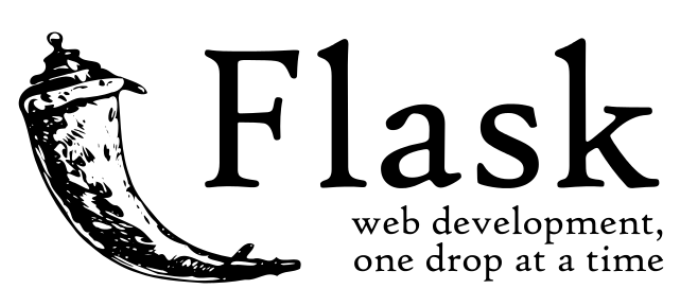 Flask
web development,
one drop at a time